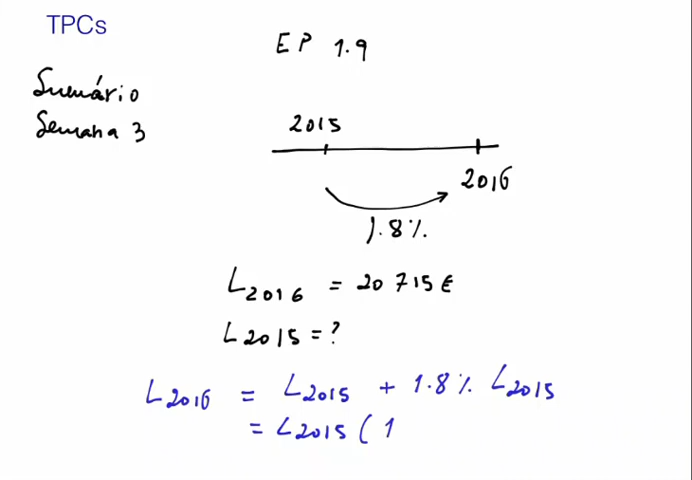 TPCs
EP 1.9
Sumário
Semana 3
2015
2016
1.8%
L2016 = 20 715€
L2015 = ?
L2016 = L2015 + 1.8% L2015
= L2015 ( 1